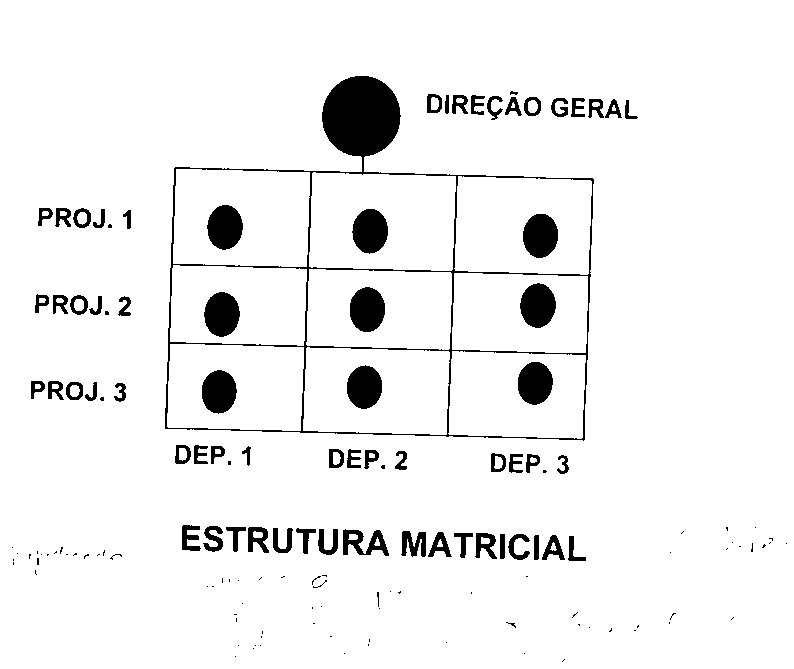 DIREÇÃO GERAL
PROJ. 1
PROJ. 2
PROJ. 3
DEP. 1 DEP. 2 DEP. 3
ESTRUTURA MATRICIAL